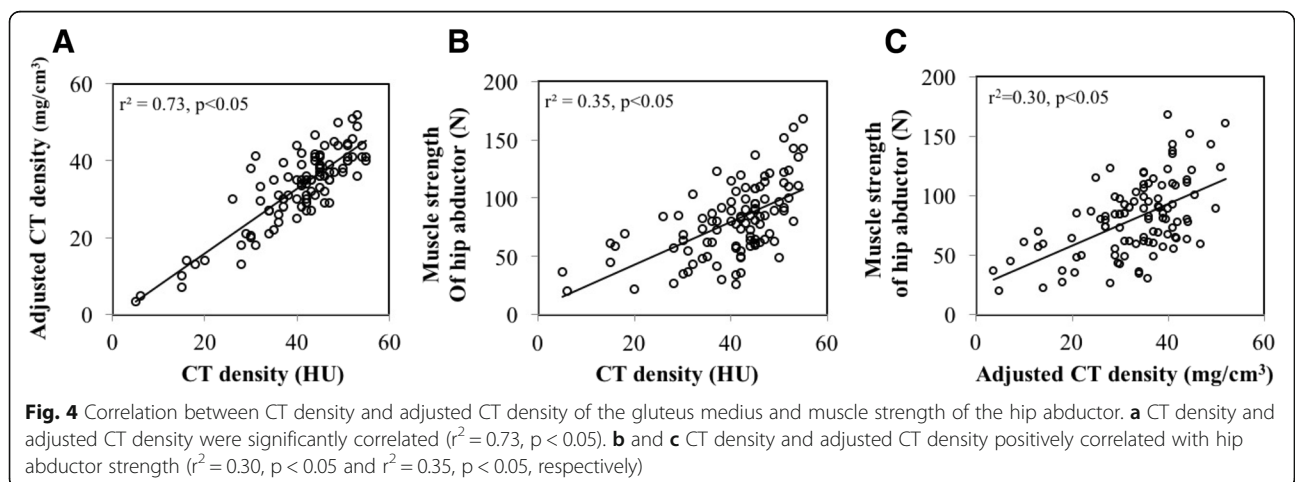 A
B
C
Adjusted CT density (mg/cm³)
60
40
20
0
r² = 0.73, p<0.05
0
20
40
60
CT density (HU)
Muscle strength
Of hip abductor (N)
200
150
100
50
0
r² = 0.35, p<0.05
0
20
40
60
CT density (HU)
Muscle strength
of hip abductor (N)
200
150
100
50
0
r²=0.30, p<0.05
0
20
40
60
Adjusted CT density (mg/cm³)
Fig. 4 Correlation between CT density and adjusted CT density of the gluteus medius and muscle strength of the hip abductor. a CT density and
adjusted CT density were significantly correlated (r² = 0.73, p < 0.05). b and c CT density and adjusted CT density positively correlated with hip
abductor strength (r² = 0.30, p < 0.05 and r² = 0.35, p < 0.05, respectively)